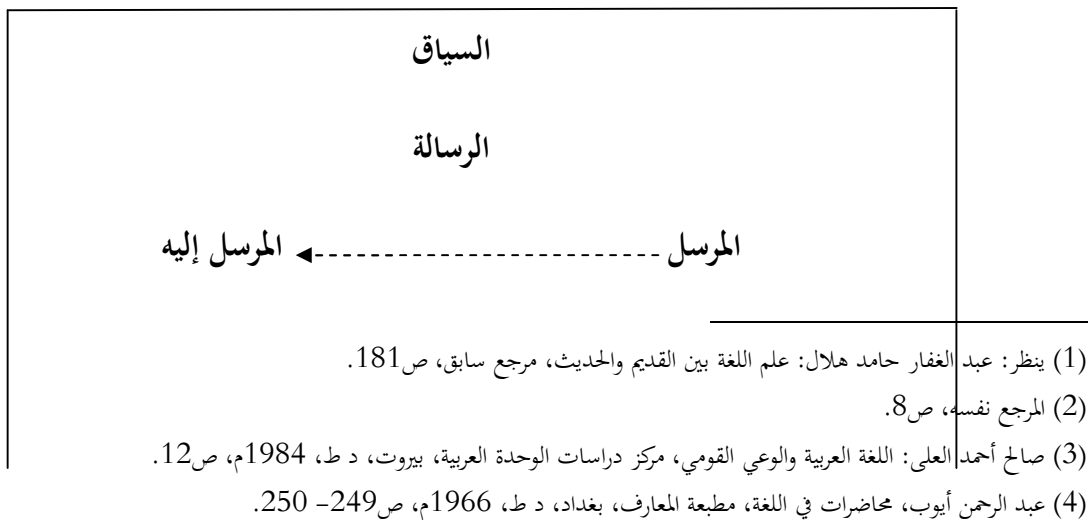 السياق
الرسالة
المرسل المرسل إليه
(1) ينظر: عبد الغفار حامد هلال: علم اللغة بين القديم والحديث، مرجع سابق، ص181.
(2) المرجع نفسه، ص8.
(3) صالح أحمد العلى: اللغة العربية والوعي القومي، مركز دراسات الوحدة العربية، بيروت، د ط، 1984م، ص12.
(4) عبد الرحمن أيوب، محاضرات في اللغة، مطبعة المعارف، بغداد، د ط، 1966م، ص249– 250.